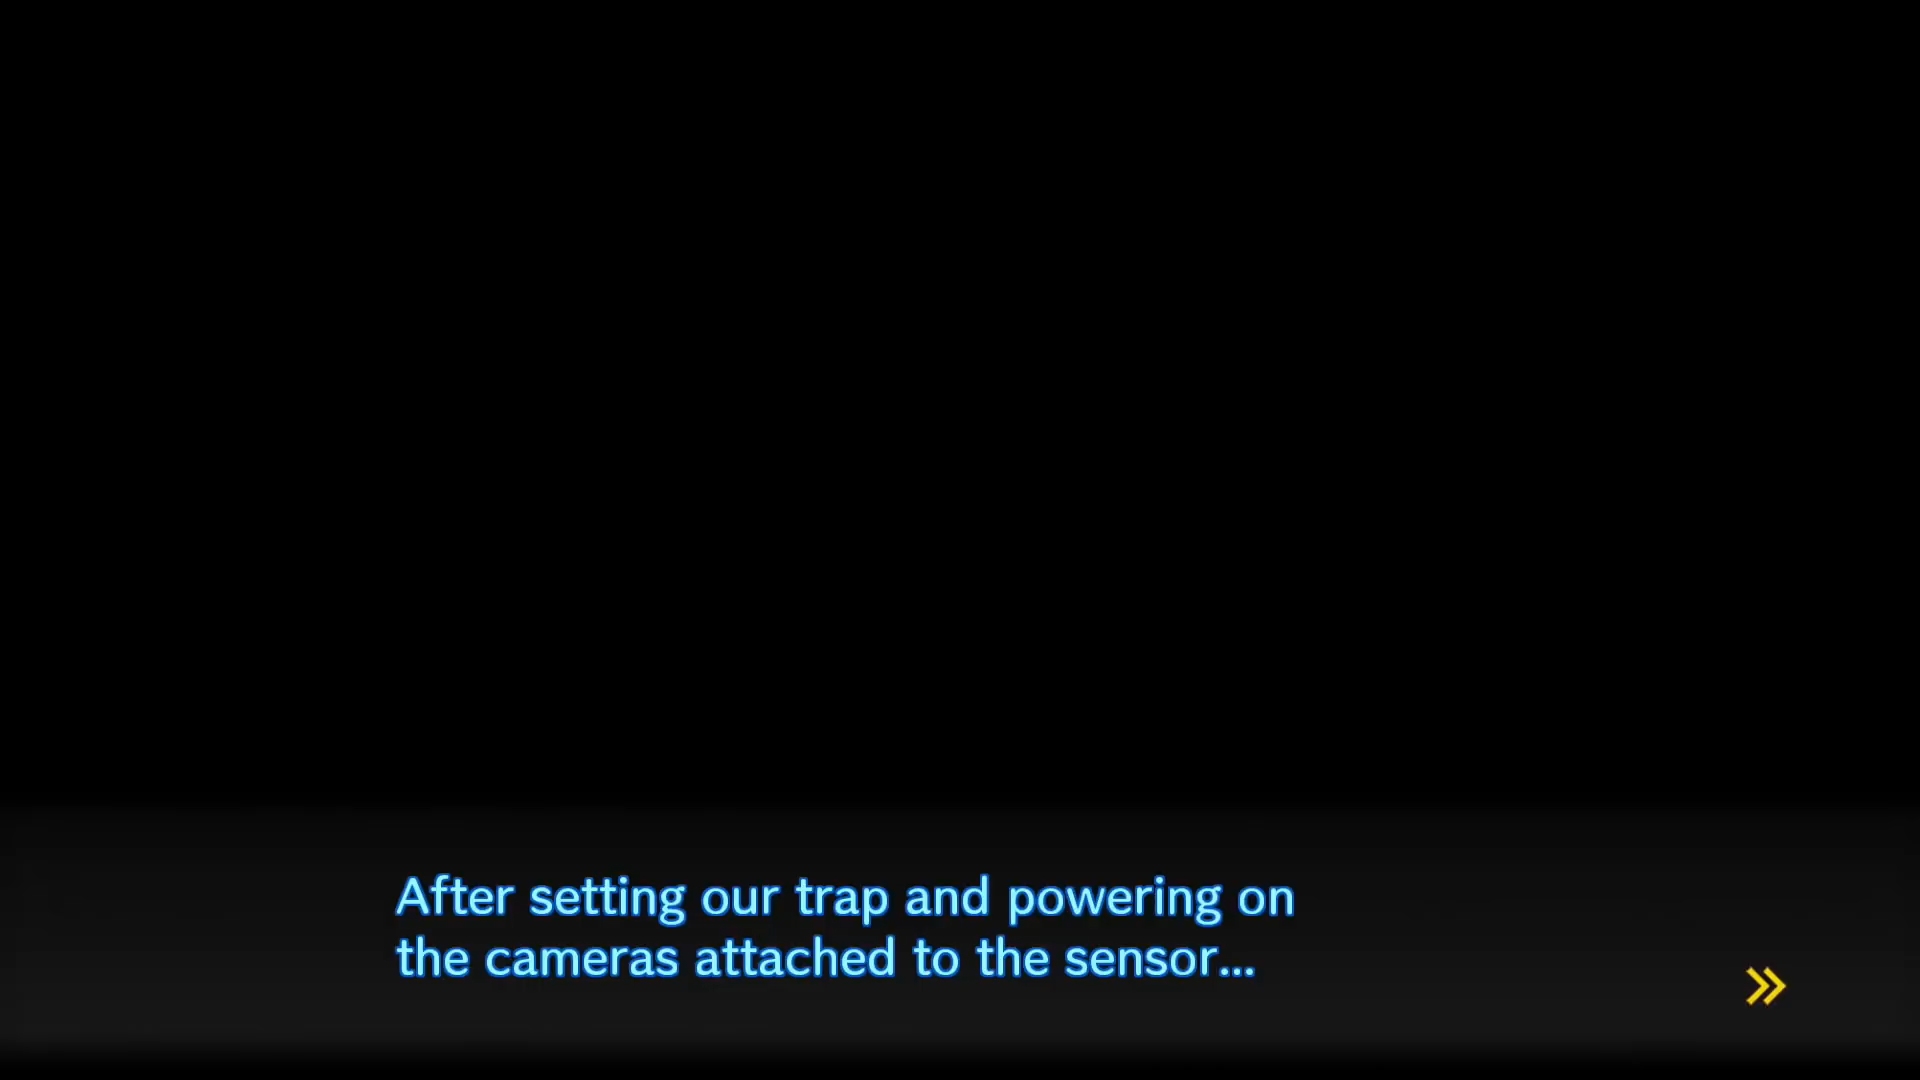 After setting our trap and powering on
the cameras attached to the sensor...